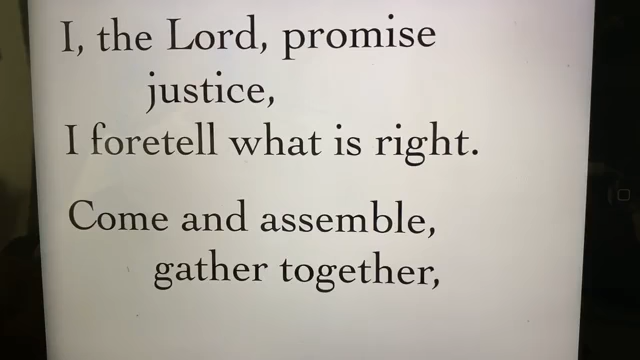 I, the Lord, promise
justice,
I foretell what is right.
Come and assemble,
gather together,